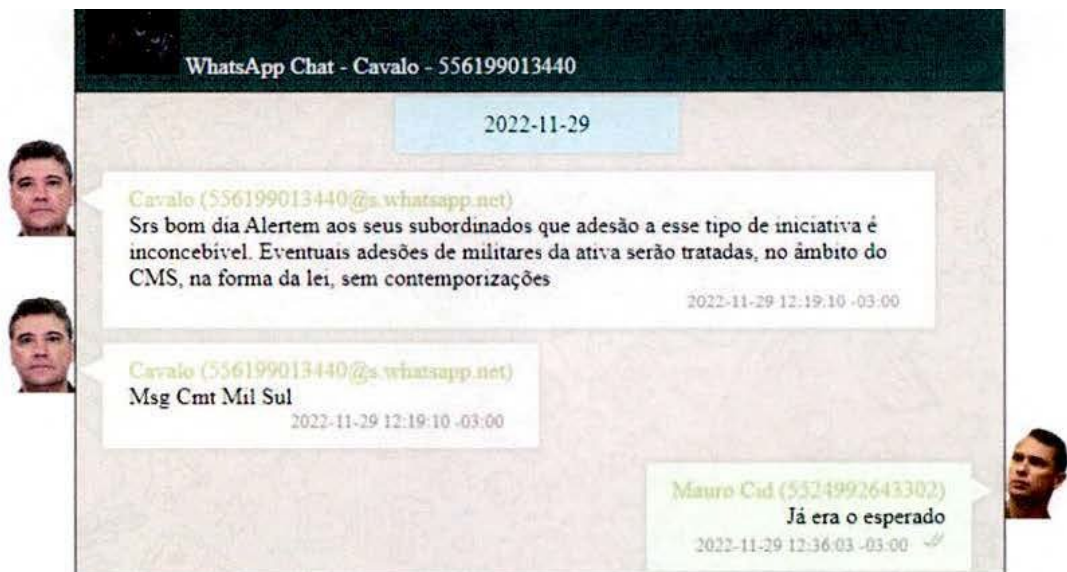 WhatsApp Chat - Cavalo - 556199013440
2022-11-29
Cavalo (556199013440@s.whatsapp.net)
Srs bom dia Alertem aos seus subordinados que adesão a esse tipo de iniciativa é
inconcebível. Eventuais adesões de militares da ativa serão tratadas, no âmbito do
CMS, na forma da lei, sem contemporizações
2022-11-29 12:19:10 -03:00
Cavalo (556199013440@s.whatsapp.net)
Msg Cmt Mil Sul
2022-11-29 12:19:10 -03:00
Mauro Cid (5524992643302)
Já era o esperado
2022-11-29 12:36:03 -03:00